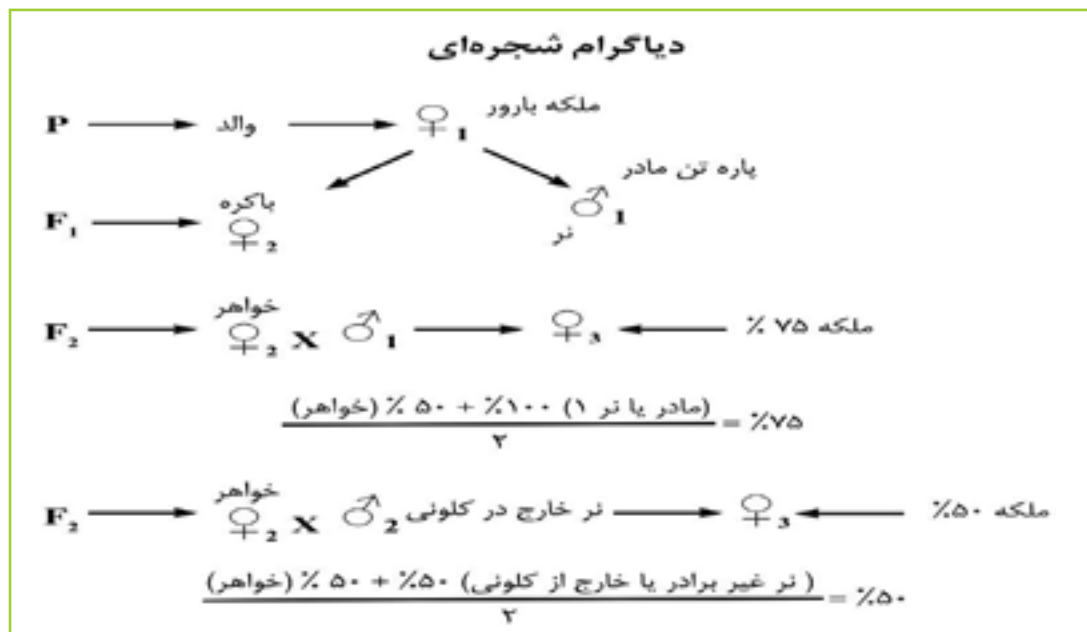 دیاگرام شجره‌ای
P والد ♀1 ملکه بارور
پاره تن مادر
F1 باکره ♀2 ♂1 نر
F2 خواهر ♀2 X ♂1 ♀3 ملکه ۷۵ ٪
(مادر یا نر ۱) ۱۰۰٪ + ۵۰ ٪ (خواهر) = ۷۵٪
۲
F2 خواهر ♀2 X ♂2 نر خارج در کلونی ♀3 ملکه ۵۰٪
( نر غیر برادر یا خارج از کلونی) ۵۰٪ + ۵۰ ٪ (خواهر) = ۵۰٪
۲